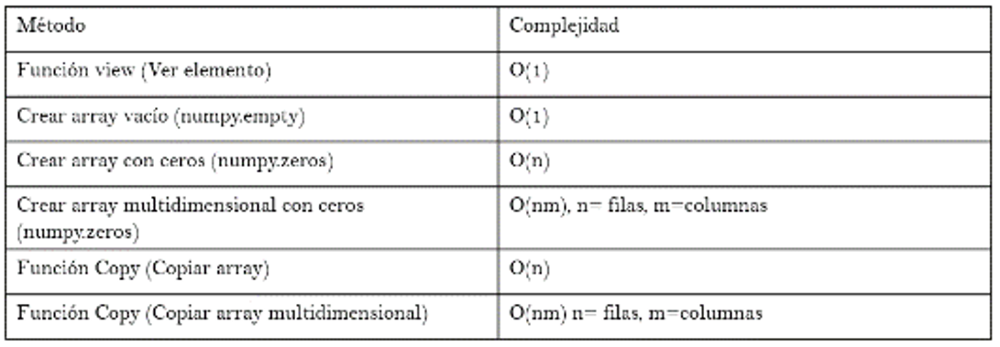 Método Complejidad
Función view (Ver elemento) O(1)
Crear array vacío (numpy.empty) O(1)
Crear array con ceros (numpy.zeros) O(n)
Crear array multidimensional con ceros O(nm), n= filas, m=columnas
(numpy.zeros)
Función Copy (Copiar array) O(n)
Función Copy (Copiar array multidimensional) O(nm) n= filas, m=columnas